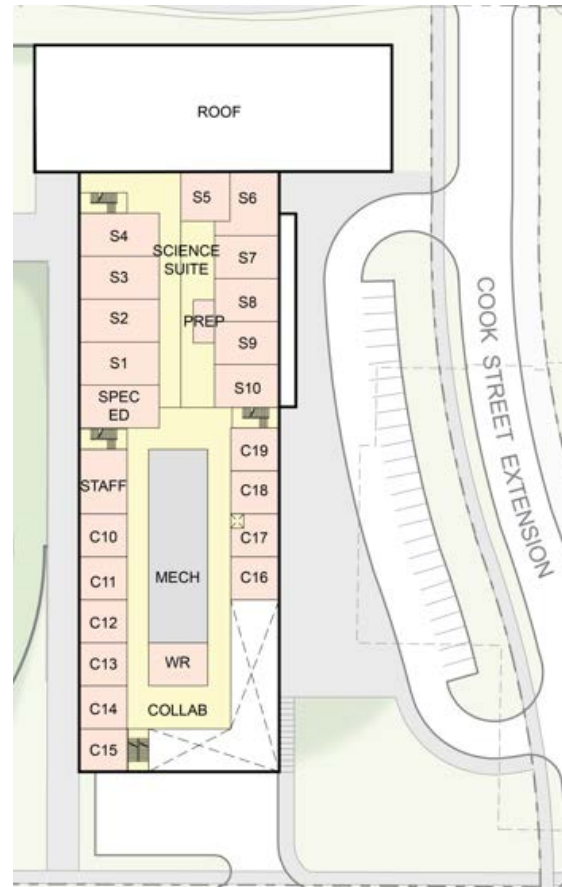 ROOF
S5
S6
S4
SCIENCE
SUITE
S3
S7
S2
S8
PREP
S1
S9
SPEC
ED
S10
STAFF
C19
C18
C10
C17
C11
MECH
C16
C12
C13
WR
C14
COLLAB
C15
COOK STREET EXTENSION